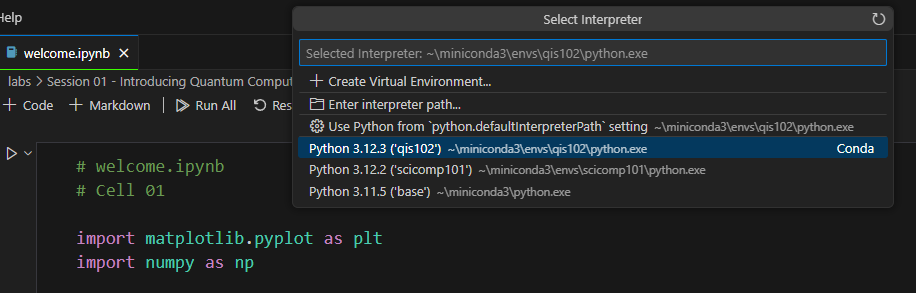 Help
Select Interpreter
welcome.ipynb
Selected Interpreter: ~\miniconda3\envs\qis102\python.exe
labs > Session 01 - Introducing Quantum Comput
+ Create Virtual Environment...
+ Code + Markdown Run All Res
Enter interpreter path...
Use Python from `python.defaultInterpreterPath` setting ~\miniconda3\envs\qis102\python.exe
Python 3.12.3 ('qis102') ~\miniconda3\envs\qis102\python.exe Conda
Python 3.12.2 ('scicomp101') ~\miniconda3\envs\scicomp101\python.exe
Python 3.11.5 ('base') ~\miniconda3\python.exe
# welcome.ipynb
# Cell 01
import matplotlib.pyplot as plt
import numpy as np